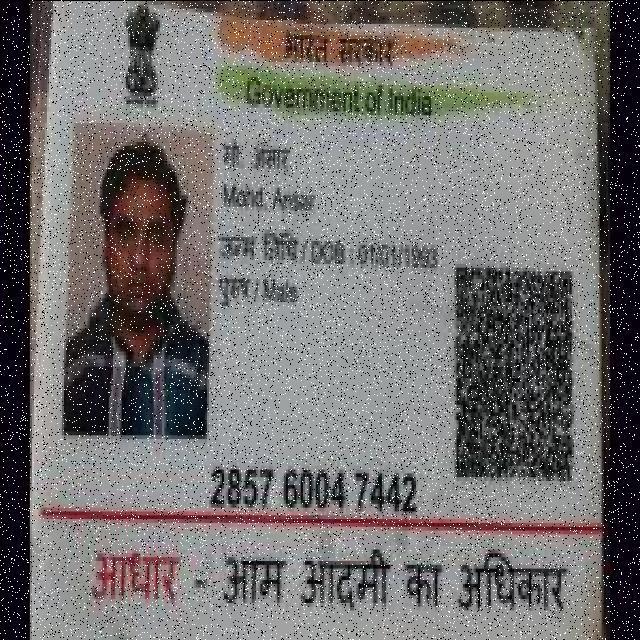 भारत सरकार
Government of India
मो अंसार
Mohd Ansar
जन्म तिथि / DOB : 01/01/1993
पुरुष / Male
2857 6004 7442
आधार - आम आदमी का अधिकार